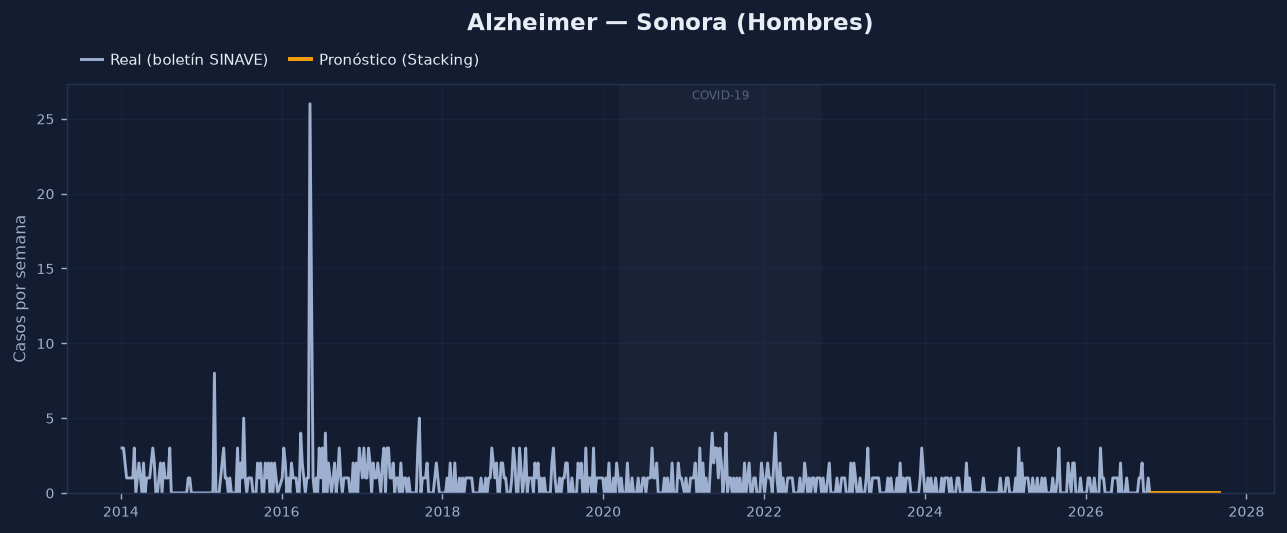 Alzheimer — Sonora (Hombres)
Real (boletín SINAVE)
Pronóstico (Stacking)
COVID-19
Casos por semana
25
20
15
10
5
0
2014
2016
2018
2020
2022
2024
2026
2028